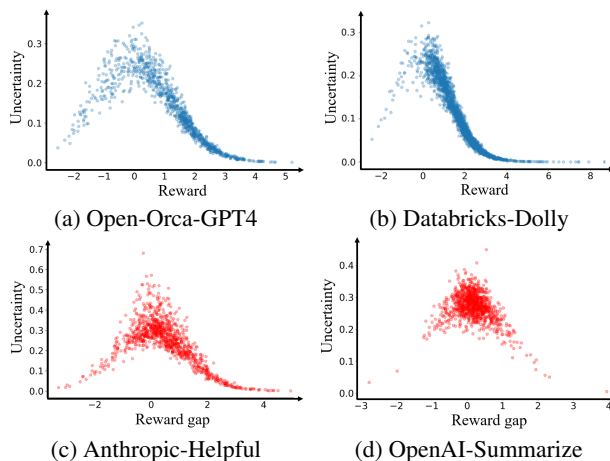 Uncertainty
0.3
0.2
0.1
0.0
−2 −1 0 1 2 3 4 5
Reward
(a) Open-Orca-GPT4
Uncertainty
0.3
0.2
0.1
0.0
−2 0 2 4 6 8
Reward
(b) Databricks-Dolly
Uncertainty
0.7
0.6
0.5
0.4
0.3
0.2
0.1
0.0
−2 0 2 4
Reward gap
(c) Anthropic-Helpful
Uncertainty
0.4
0.3
0.2
0.1
0.0
−3 −2 −1 0 1 2 3 4
Reward gap
(d) OpenAI-Summarize